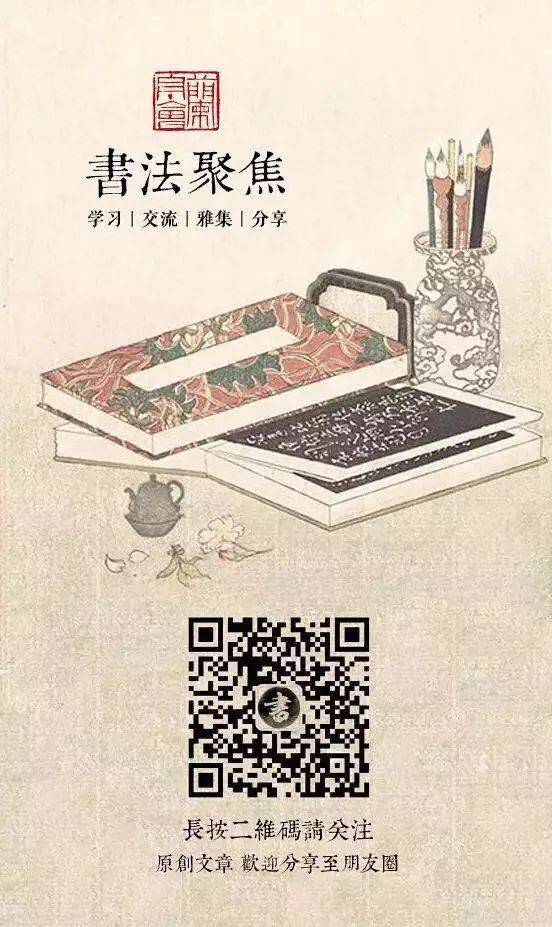 書法聚焦
学习 | 交流 | 雅集 | 分享
書
長按二維碼請关注
原創文章 歡迎分享至朋友圈